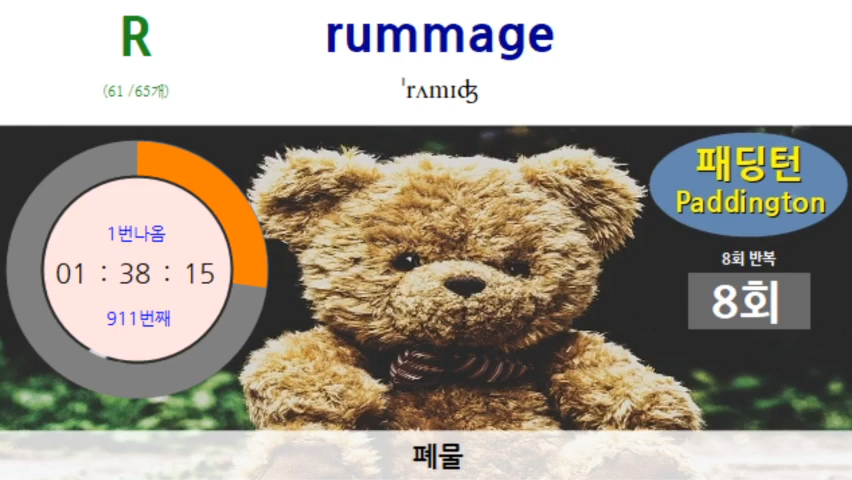 R
(61 /65개)
rummage
ˈrʌmɪʤ
1번나옴
01 : 38 : 15
911번째
패딩턴
Paddington
8회 반복
8회
폐물